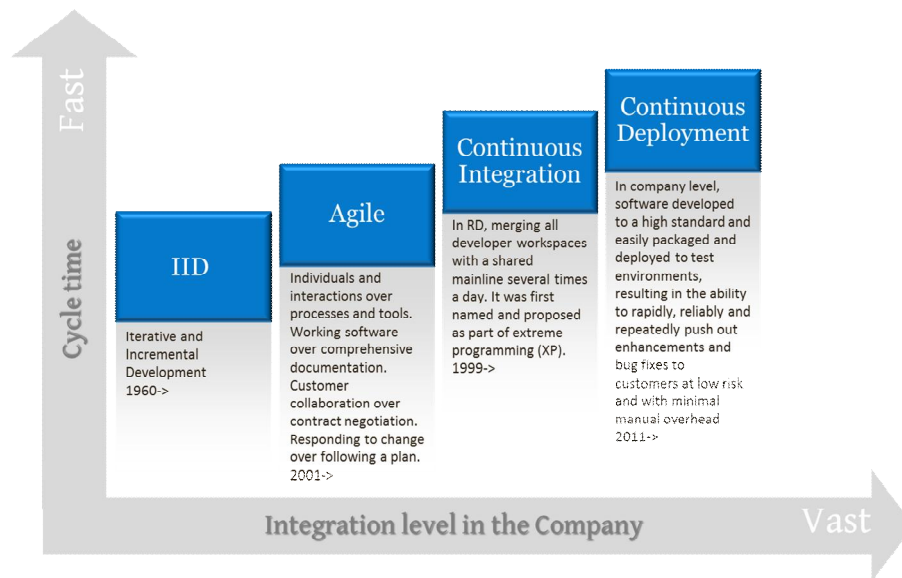 Fast
Cycle time
IID
Iterative and
Incremental
Development
1960->
Agile
Individuals and
interactions over
processes and tools.
Working software
over comprehensive
documentation.
Customer
collaboration over
contract negotiation.
Responding to change
over following a plan.
2001->
Continuous
Integration
In RD, merging all
developer workspaces
with a shared
mainline several times
a day. It was first
named and proposed
as part of extreme
programming (XP).
1999->
Continuous
Deployment
In company level,
software developed
to a high standard and
easily packaged and
deployed to test
environments,
resulting in the ability
to rapidly, reliably and
repeatedly push out
enhancements and
bug fixes to
customers at low risk
and with minimal
manual overhead
2011->
Integration level in the Company
Vast